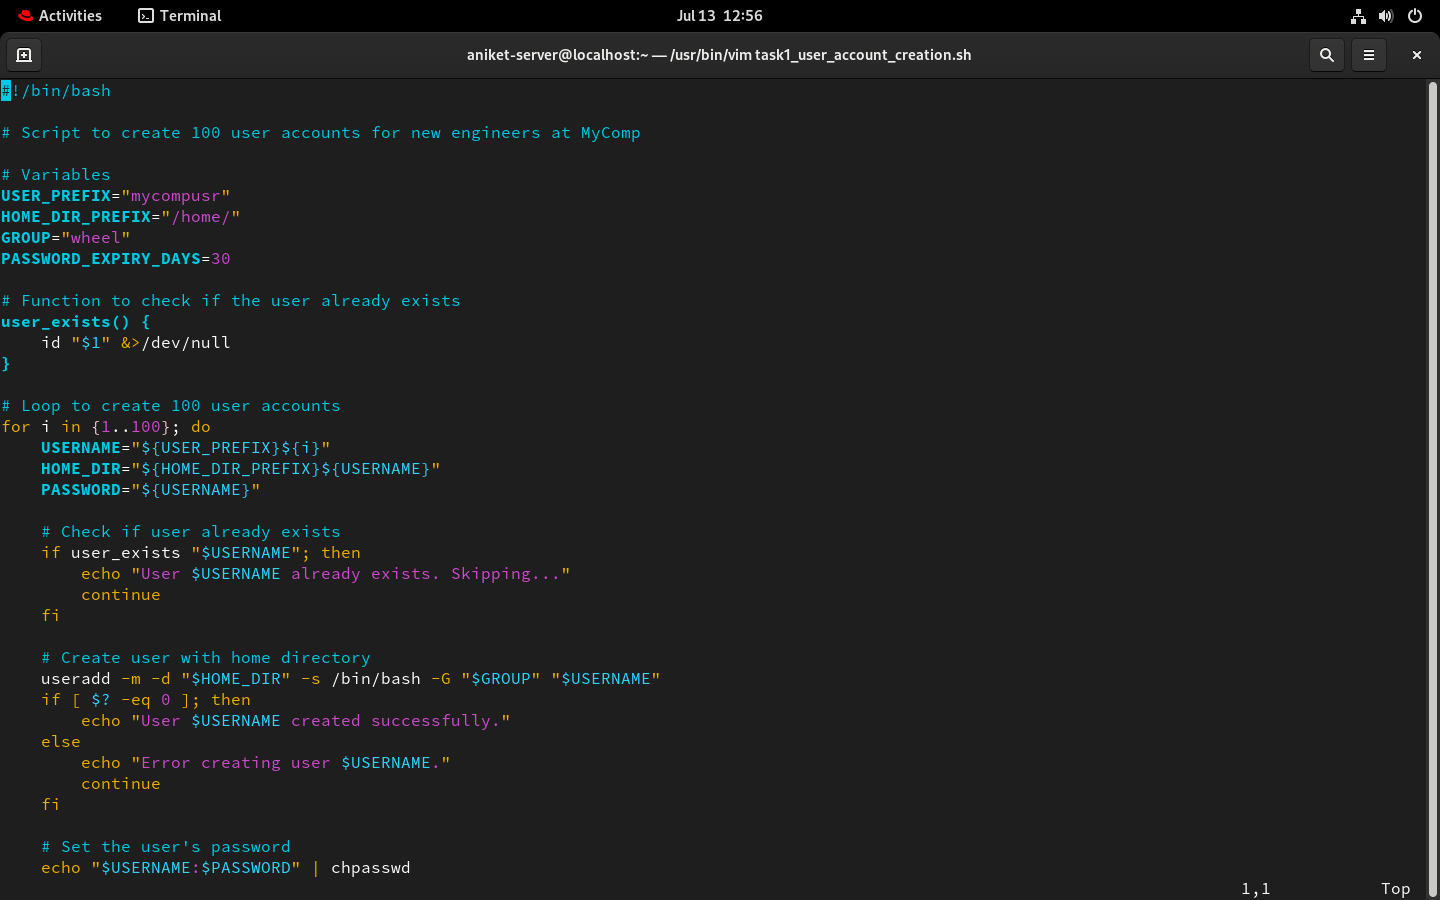 Activities Terminal Jul 13 12:56
aniket-server@localhost:~ — /usr/bin/vim task1_user_account_creation.sh
#!/bin/bash

# Script to create 100 user accounts for new engineers at MyComp

# Variables
USER_PREFIX="mycompusr"
HOME_DIR_PREFIX="/home/"
GROUP="wheel"
PASSWORD_EXPIRY_DAYS=30

# Function to check if the user already exists
user_exists() {
    id "$1" &>/dev/null
}

# Loop to create 100 user accounts
for i in {1..100}; do
    USERNAME="${USER_PREFIX}${i}"
    HOME_DIR="${HOME_DIR_PREFIX}${USERNAME}"
    PASSWORD="${USERNAME}"

    # Check if user already exists
    if user_exists "$USERNAME"; then
        echo "User $USERNAME already exists. Skipping..."
        continue
    fi

    # Create user with home directory
    useradd -m -d "$HOME_DIR" -s /bin/bash -G "$GROUP" "$USERNAME"
    if [ $? -eq 0 ]; then
        echo "User $USERNAME created successfully."
    else
        echo "Error creating user $USERNAME."
        continue
    fi

    # Set the user's password
    echo "$USERNAME:$PASSWORD" | chpasswd
1,1 Top